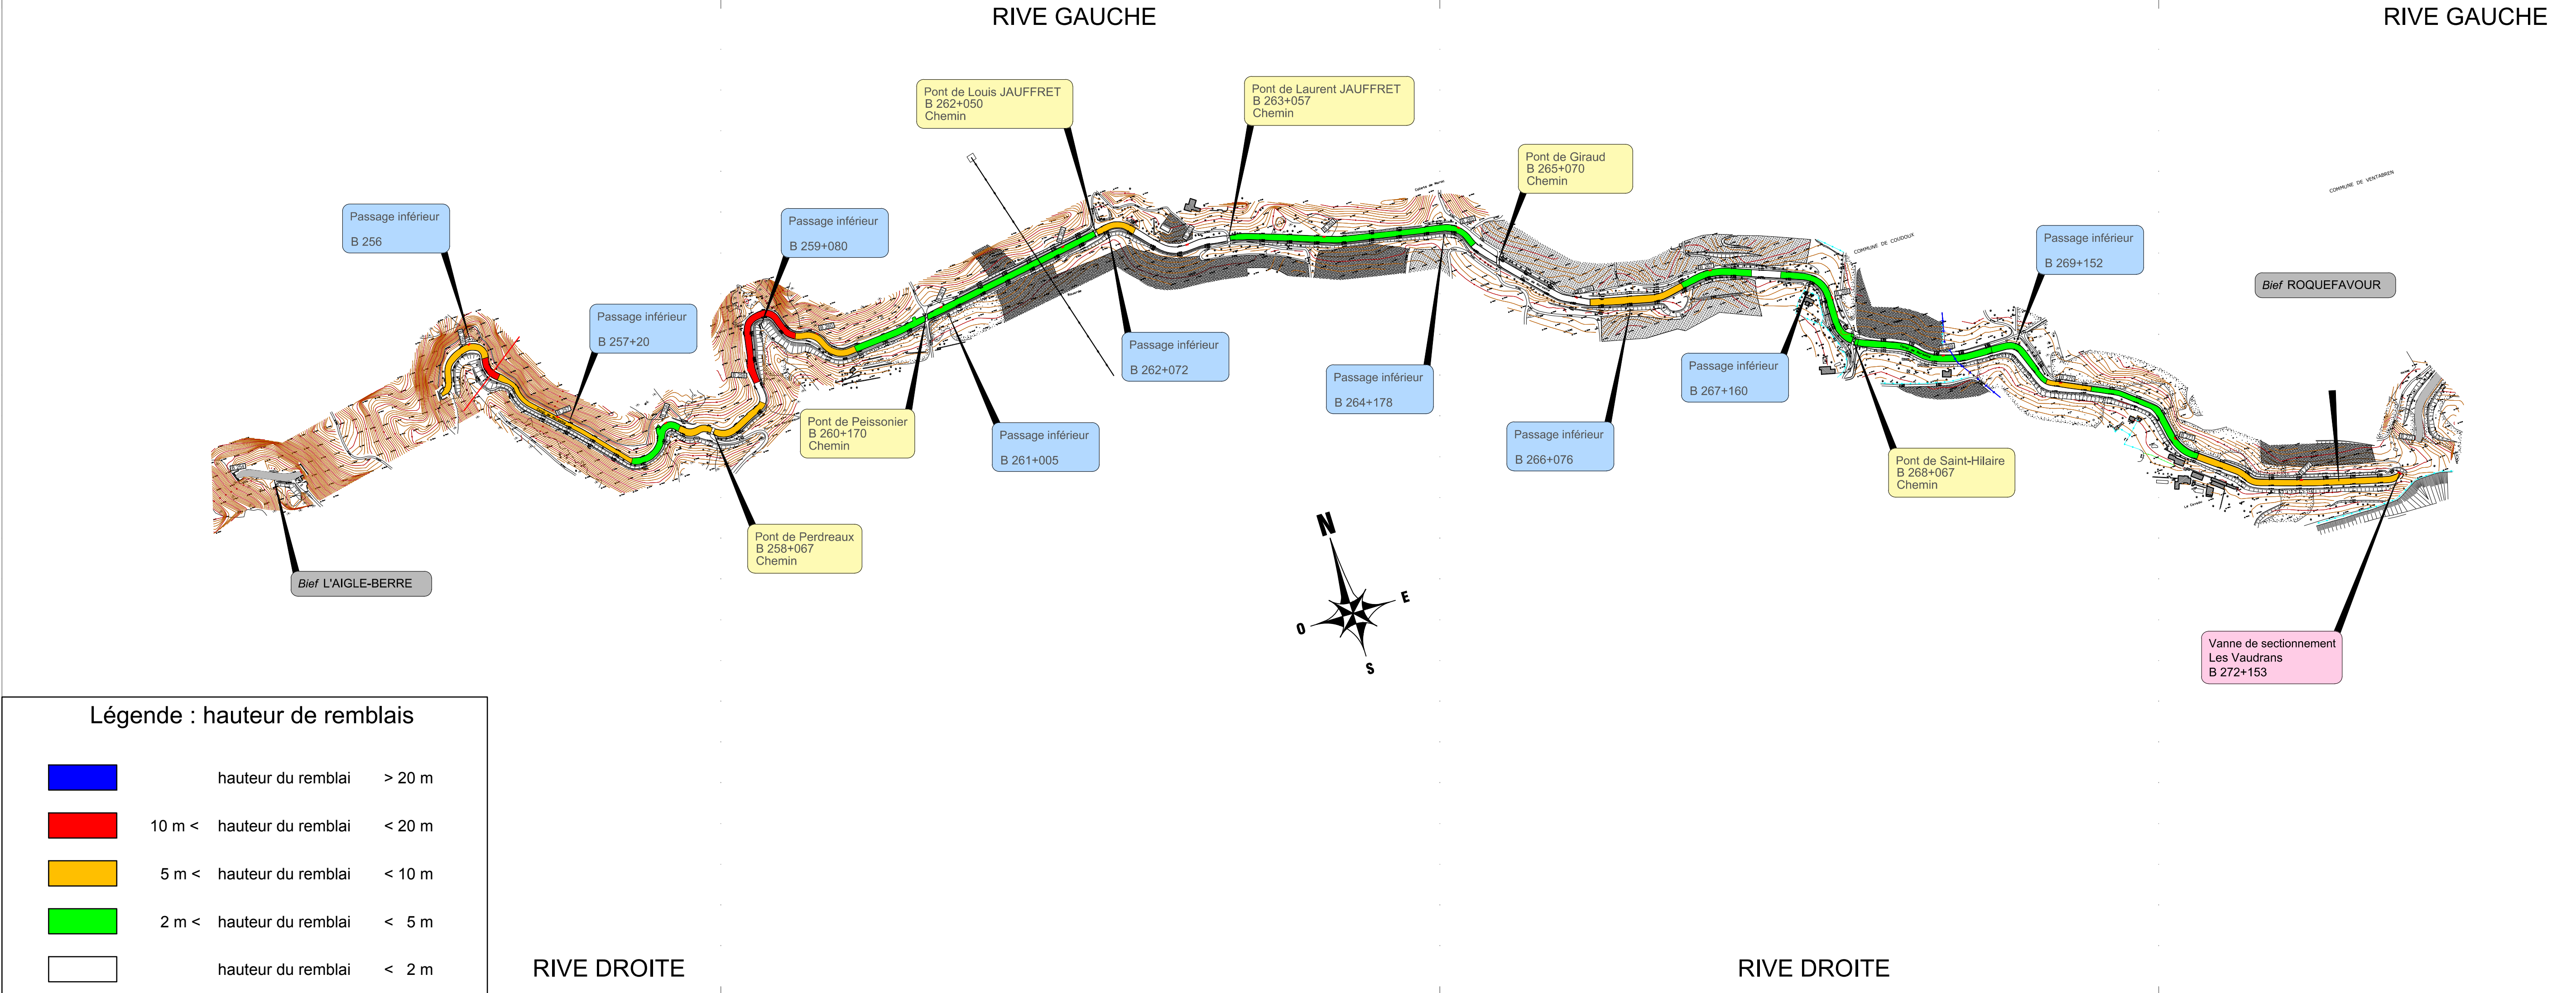 RIVE GAUCHE
RIVE GAUCHE
Pont de Louis JAUFFRET
B 262+050
Chemin
Pont de Laurent JAUFFRET
B 263+057
Chemin
Pont de Giraud
B 265+070
Chemin
COMMUNE DE VENTABREN
COMMUNE DE COUDOUX
Passage inférieur
B 256
Passage inférieur
B 259+080
Passage inférieur
B 269+152
Bief ROQUEFAVOUR
Passage inférieur
B 257+20
Passage inférieur
B 262+072
Passage inférieur
B 264+178
Passage inférieur
B 267+160
Pont de Peissonier
B 260+170
Chemin
Passage inférieur
B 261+005
Passage inférieur
B 266+076
Pont de Saint-Hilaire
B 268+067
Chemin
Pont de Perdreaux
B 258+067
Chemin
Bief L'AIGLE-BERRE
N
E
O
S
Vanne de sectionnement
Les Vaudrans
B 272+153
Légende : hauteur de remblais
hauteur du remblai > 20 m
10 m < hauteur du remblai < 20 m
5 m < hauteur du remblai < 10 m
2 m < hauteur du remblai < 5 m
hauteur du remblai < 2 m
RIVE DROITE
RIVE DROITE